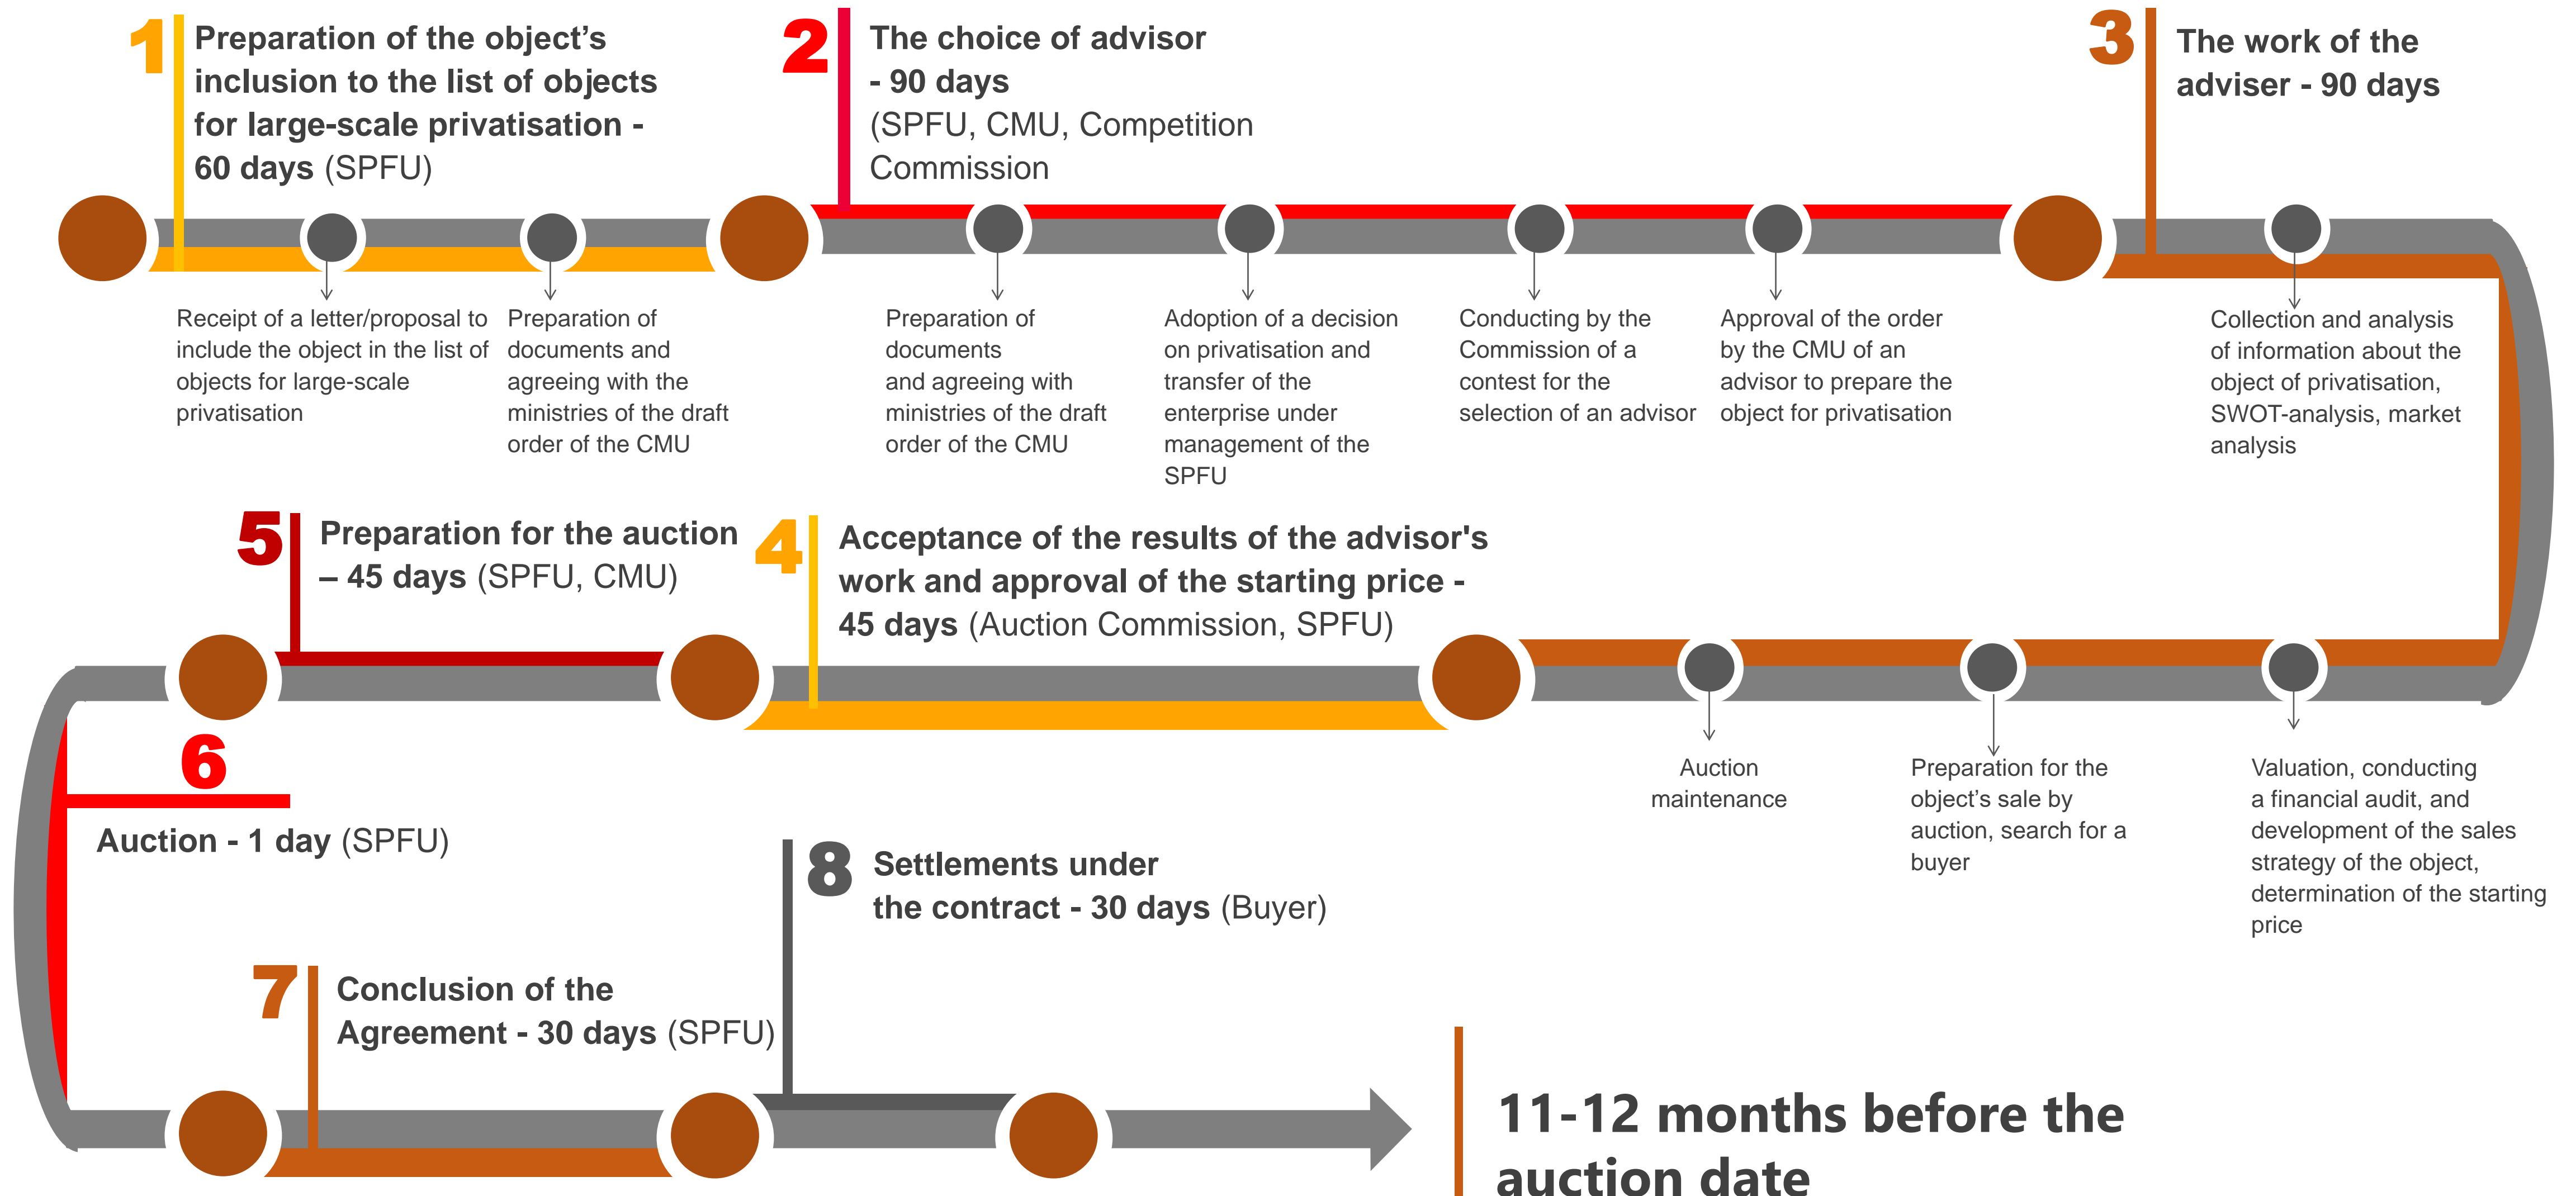 1
Preparation of the object’s
inclusion to the list of objects
for large-scale privatisation -
60 days (SPFU)
2
The choice of advisor
- 90 days
(SPFU, CMU, Competition
Commission
3
The work of the
adviser - 90 days
Receipt of a letter/proposal to
include the object in the list of
objects for large-scale
privatisation
Preparation of
documents and
agreeing with the
ministries of the draft
order of the CMU
Preparation of
documents
and agreeing with
ministries of the draft
order of the CMU
Adoption of a decision
on privatisation and
transfer of the
enterprise under
management of the
SPFU
Conducting by the
Commission of a
contest for the
selection of an advisor
Approval of the order
by the CMU of an
advisor to prepare the
object for privatisation
Collection and analysis
of information about the
object of privatisation,
SWOT-analysis, market
analysis
Valuation, conducting
a financial audit, and
development of the sales
strategy of the object,
determination of the starting
price
Preparation for the
object’s sale by
auction, search for a
buyer
Auction
maintenance
4
Acceptance of the results of the advisor's
work and approval of the starting price -
45 days (Auction Commission, SPFU)
5
Preparation for the auction
– 45 days (SPFU, CMU)
6
Auction - 1 day (SPFU)
7
Conclusion of the
Agreement - 30 days (SPFU)
8
Settlements under
the contract - 30 days (Buyer)
11-12 months before the
auction date